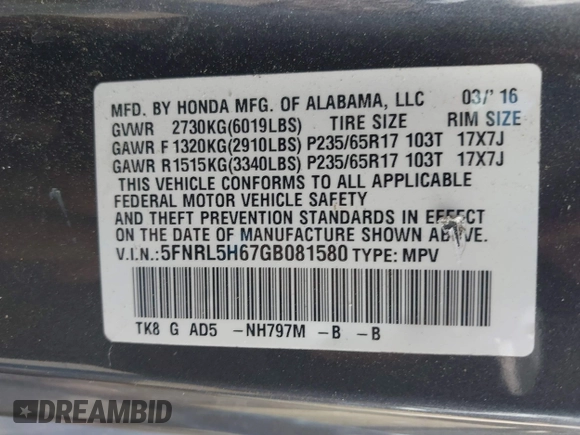 MFD. BY HONDA MFG. OF ALABAMA, LLC 03/'16
GVWR 2730KG(6019LBS) TIRE SIZE RIM SIZE
GAWR F 1320KG(2910LBS) P235/65R17 103T 17X7J
GAWR R 1515KG(3340LBS) P235/65R17 103T 17X7J
THIS VEHICLE CONFORMS TO ALL APPLICABLE
FEDERAL MOTOR VEHICLE SAFETY
AND THEFT PREVENTION STANDARDS IN EFFECT
ON THE DATE OF MANUFACTURE SHOWN ABOVE.
V.I.N.:5FNRL5H67GB081580 TYPE: MPV
TK8 G AD5 -NH797M -B -B
DREAMBID